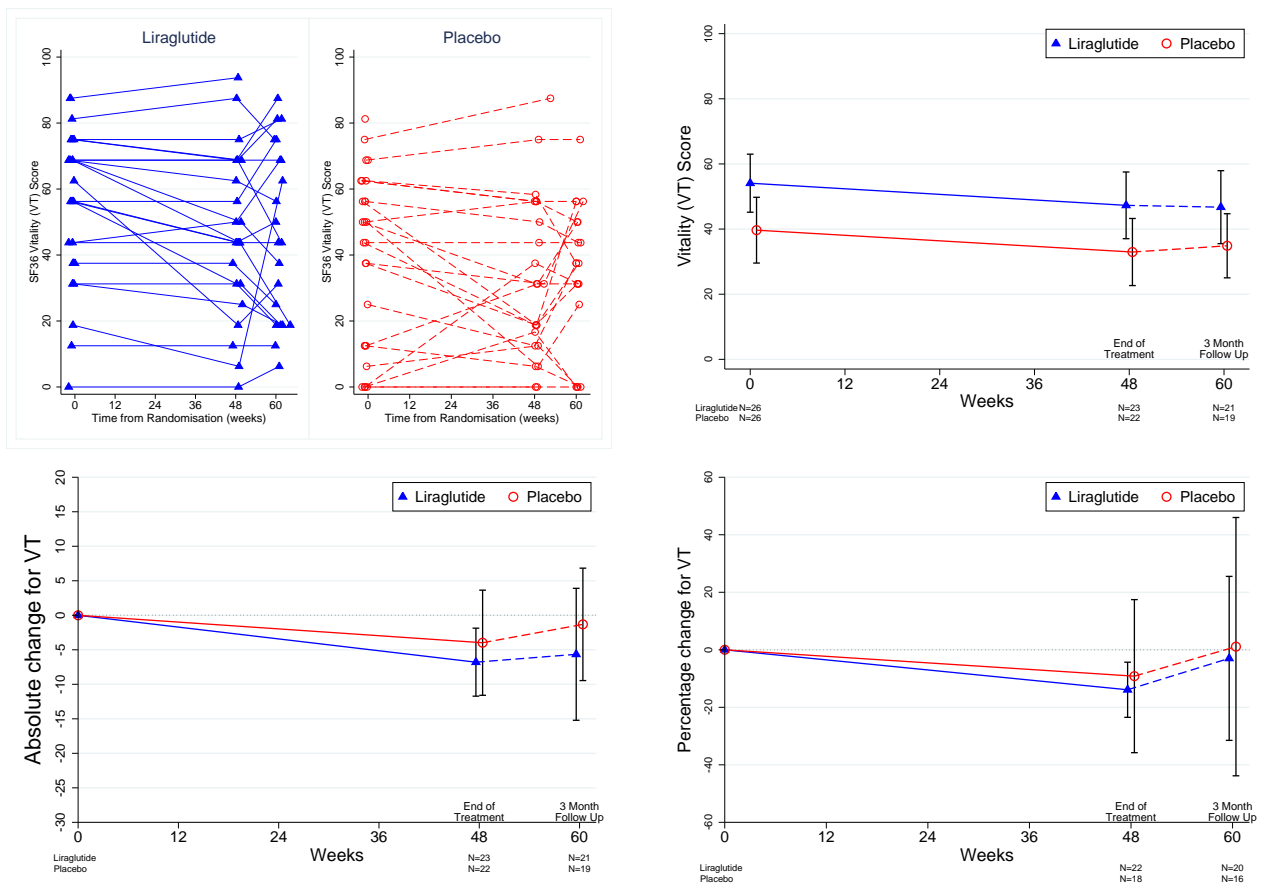 Liraglutide
Placebo
SF36 Vitality (VT) Score
0
20
40
60
80
100
0
12
24
36
48
60
Time from Randomisation (weeks)
SF36 Vitality (VT) Score
0
20
40
60
80
100
0
12
24
36
48
60
Time from Randomisation (weeks)
Liraglutide
Placebo
Vitality (VT) Score
0
20
40
60
80
100
End of
Treatment
3 Month
Follow Up
0
12
24
36
48
60
Weeks
Liraglutide N=26 N=23 N=21
Placebo N=26 N=22 N=19
Liraglutide
Placebo
Absolute change for VT
-30
-25
-20
-15
-10
-5
0
5
10
15
20
End of
Treatment
3 Month
Follow Up
0
12
24
36
48
60
Weeks
Liraglutide N=23 N=21
Placebo N=22 N=19
Liraglutide
Placebo
Percentage change for VT
-60
-40
-20
0
20
40
60
End of
Treatment
3 Month
Follow Up
0
12
24
36
48
60
Weeks
Liraglutide N=22 N=20
Placebo N=18 N=16